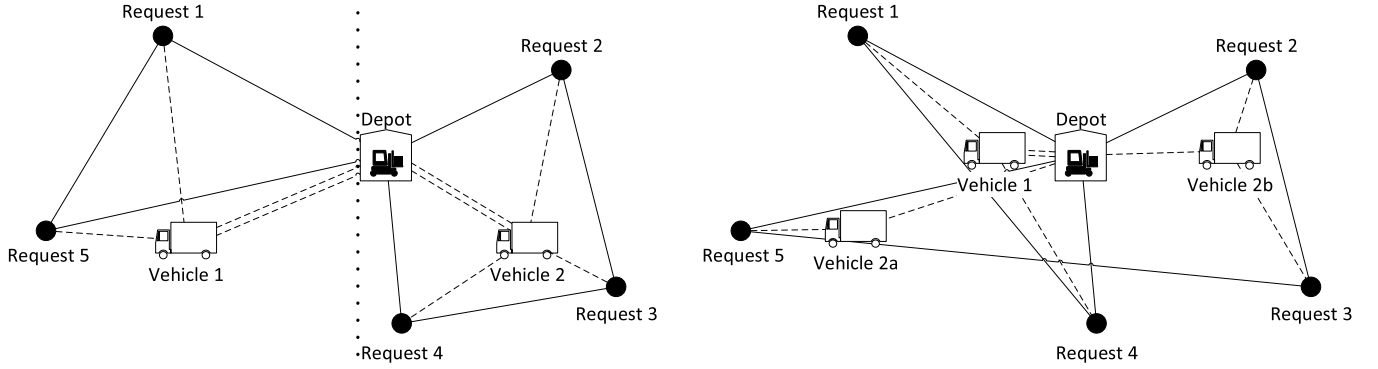 Request 1
Request 2
Depot
Request 5
Vehicle 1
Vehicle 2
Request 3
Request 4
Request 1
Request 2
Depot
Vehicle 1
Vehicle 2b
Request 5
Vehicle 2a
Request 3
Request 4